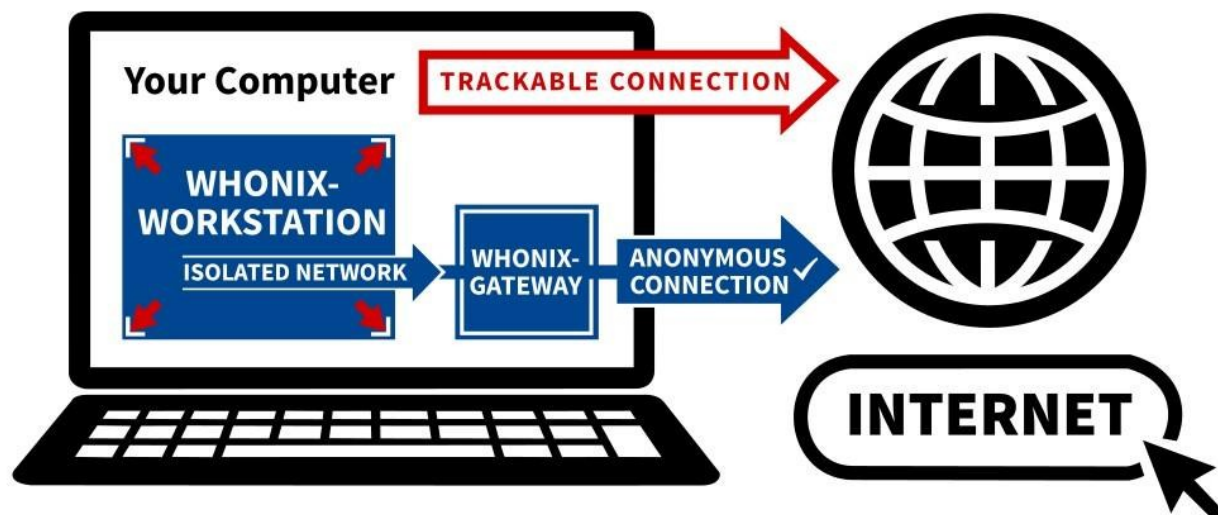 Your Computer
TRACKABLE CONNECTION
WHONIX-
WORKSTATION
ISOLATED NETWORK
WHONIX-
GATEWAY
ANONYMOUS
CONNECTION
INTERNET